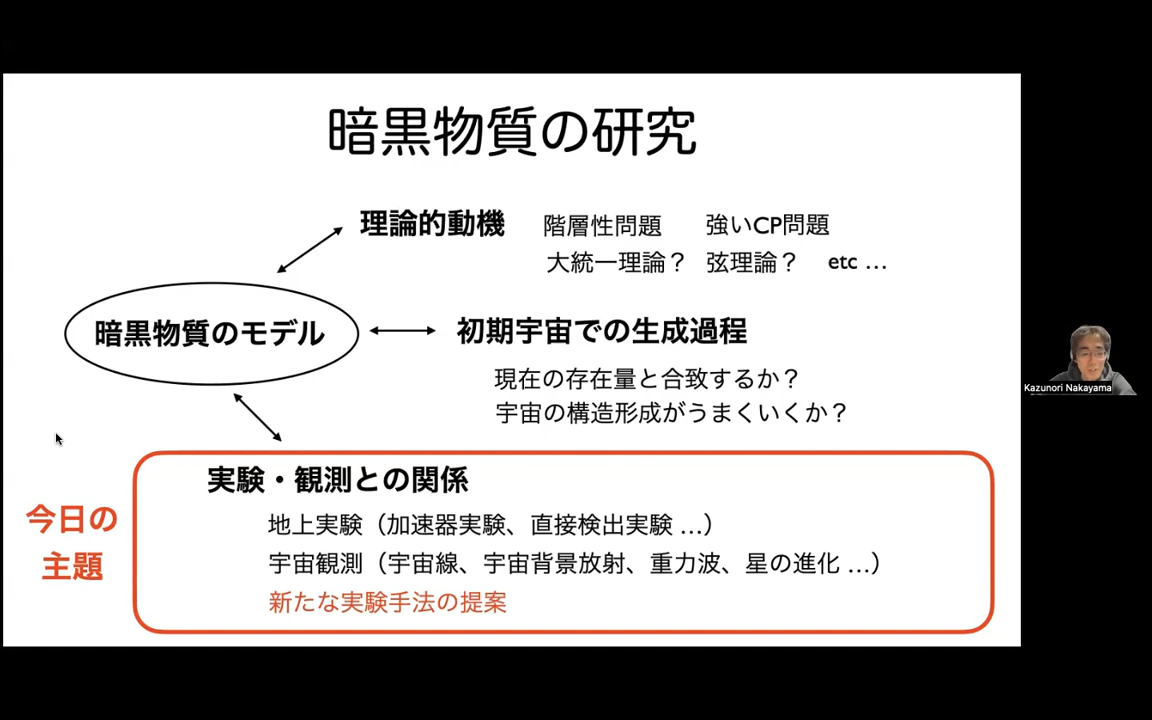 暗黒物質の研究
理論的動機 階層性問題 強いCP問題
大統一理論？ 弦理論？ etc …
暗黒物質のモデル
初期宇宙での生成過程
現在の存在量と合致するか？
宇宙の構造形成がうまくいくか？
今日の
主題
実験・観測との関係
地上実験（加速器実験、直接検出実験 …）
宇宙観測（宇宙線、宇宙背景放射、重力波、星の進化 …）
新たな実験手法の提案
Kazunori Nakayama